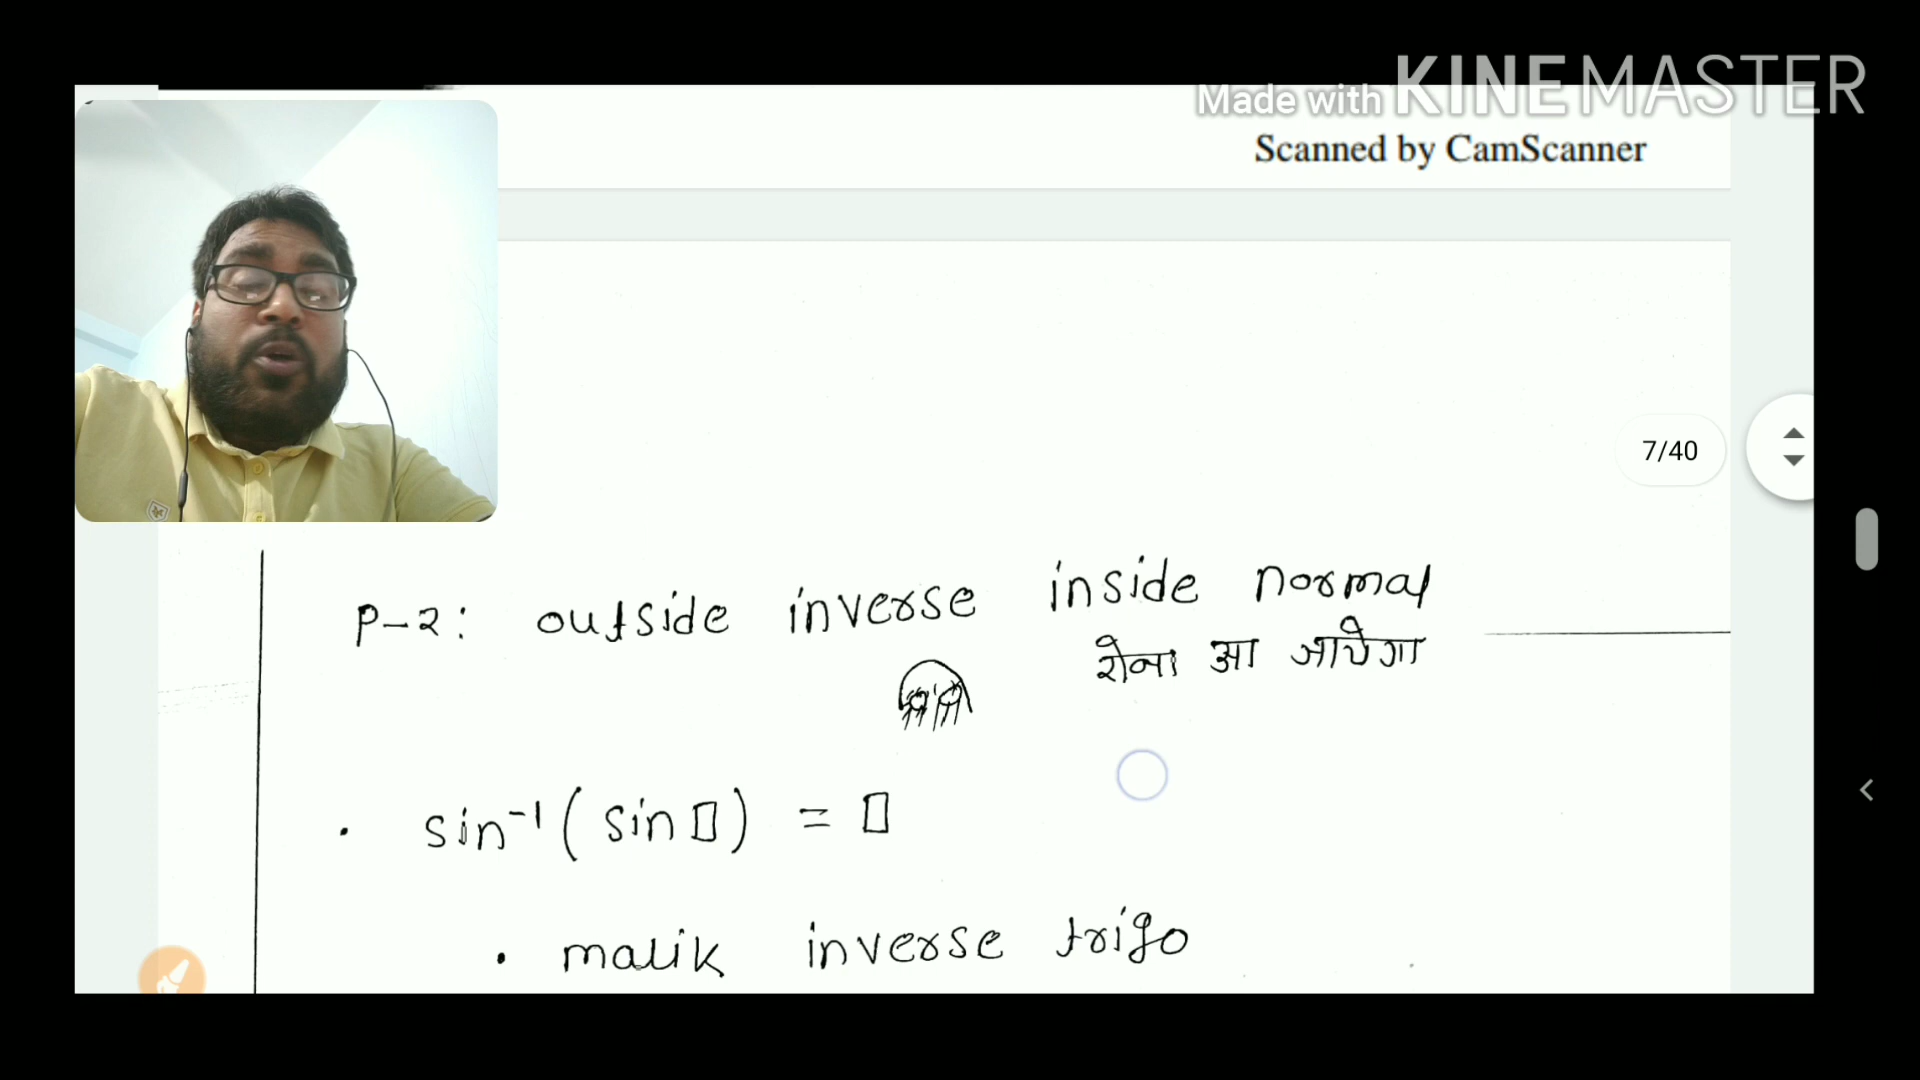 Made with KINEMASTER
Scanned by CamScanner
7/40
P-2: outside inverse inside normal
रोना आ जायेगा
• sin⁻¹(sin▯) = ▯
• malik inverse trigo